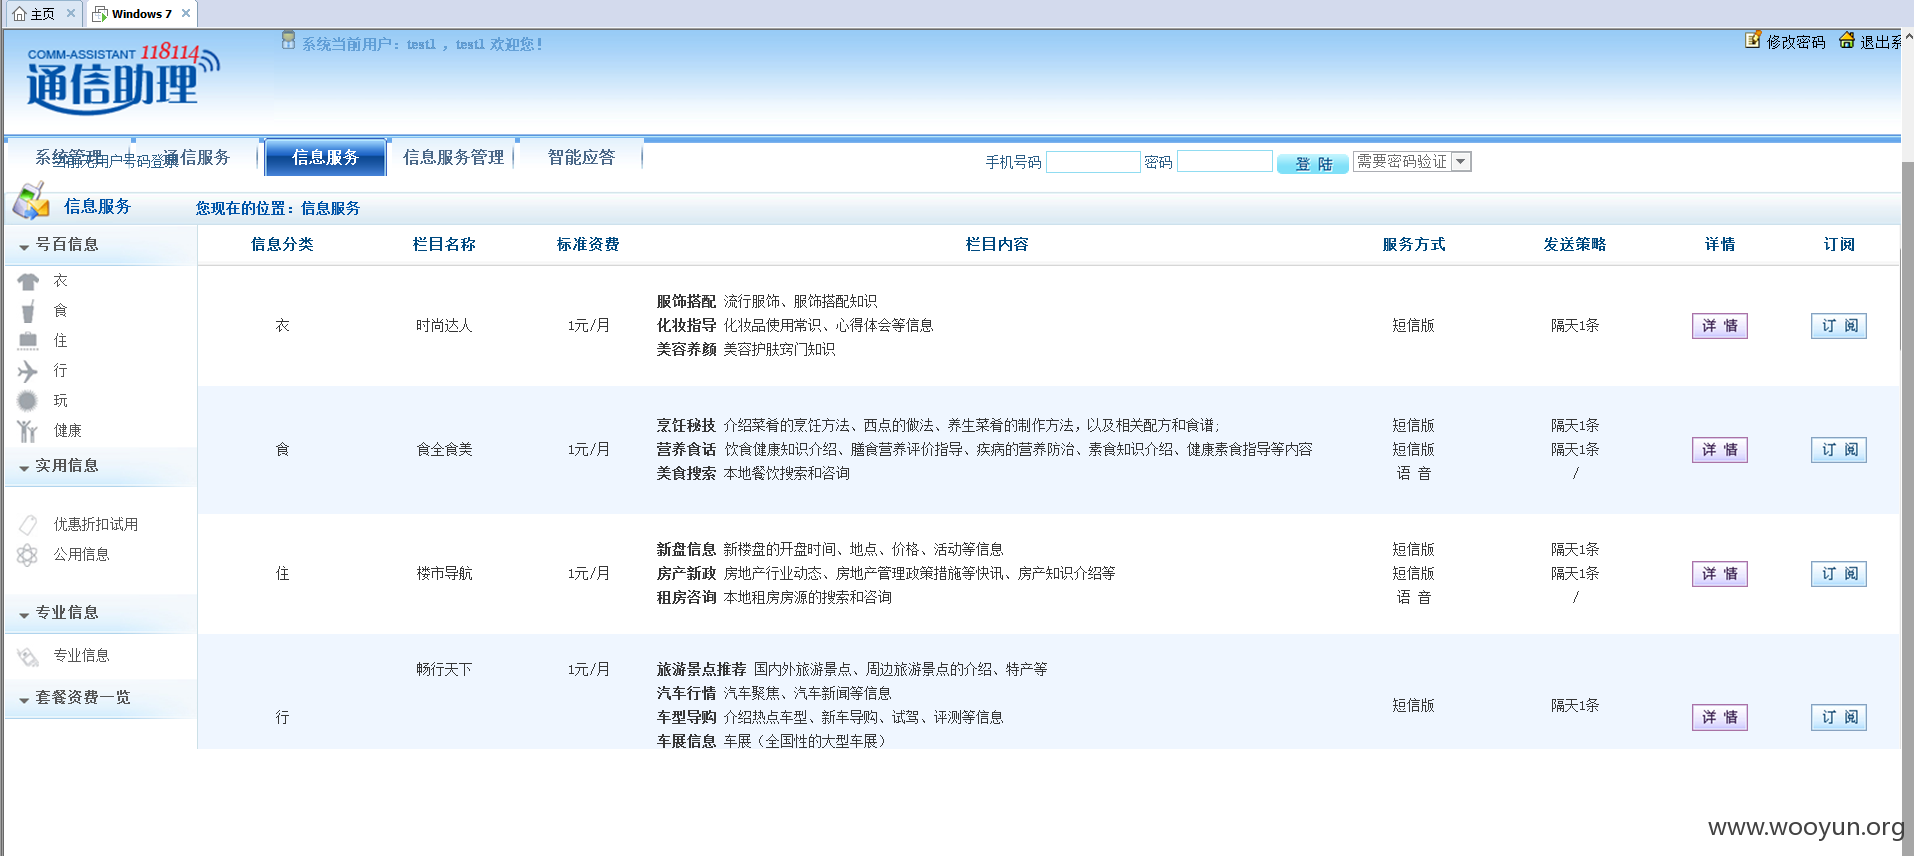 主页 Windows 7
COMM-ASSISTANT 118114
通信助理
系统当前用户：test1 ，test1 欢迎您！
修改密码 退出系
系统管理 通信服务 信息服务 信息服务管理 智能应答
当前无用户号码登录
手机号码 密码 登 陆 需要密码验证
信息服务 您现在的位置：信息服务
号百信息
衣
食
住
行
玩
健康
实用信息
优惠折扣试用
公用信息
专业信息
专业信息
套餐资费一览
信息分类 栏目名称 标准资费 栏目内容 服务方式 发送策略 详情 订阅
服饰搭配 流行服饰、服饰搭配知识
衣 时尚达人 1元/月 化妆指导 化妆品使用常识、心得体会等信息 短信版 隔天1条 详 情 订 阅
美容养颜 美容护肤窍门知识
烹饪秘技 介绍菜肴的烹饪方法、西点的做法、养生菜肴的制作方法，以及相关配方和食谱; 短信版 隔天1条
食 食全食美 1元/月 营养食话 饮食健康知识介绍、膳食营养评价指导、疾病的营养防治、素食知识介绍、健康素食指导等内容 短信版 隔天1条 详 情 订 阅
美食搜索 本地餐饮搜索和咨询 语 音 /
新盘信息 新楼盘的开盘时间、地点、价格、活动等信息 短信版 隔天1条
住 楼市导航 1元/月 房产新政 房地产行业动态、房地产管理政策措施等快讯、房产知识介绍等 短信版 隔天1条 详 情 订 阅
租房咨询 本地租房房源的搜索和咨询 语 音 /
畅行天下 1元/月 旅游景点推荐 国内外旅游景点、周边旅游景点的介绍、特产等
汽车行情 汽车聚焦、汽车新闻等信息
短信版 隔天1条
行 车型导购 介绍热点车型、新车导购、试驾、评测等信息 详 情 订 阅
车展信息 车展（全国性的大型车展）
www.wooyun.org